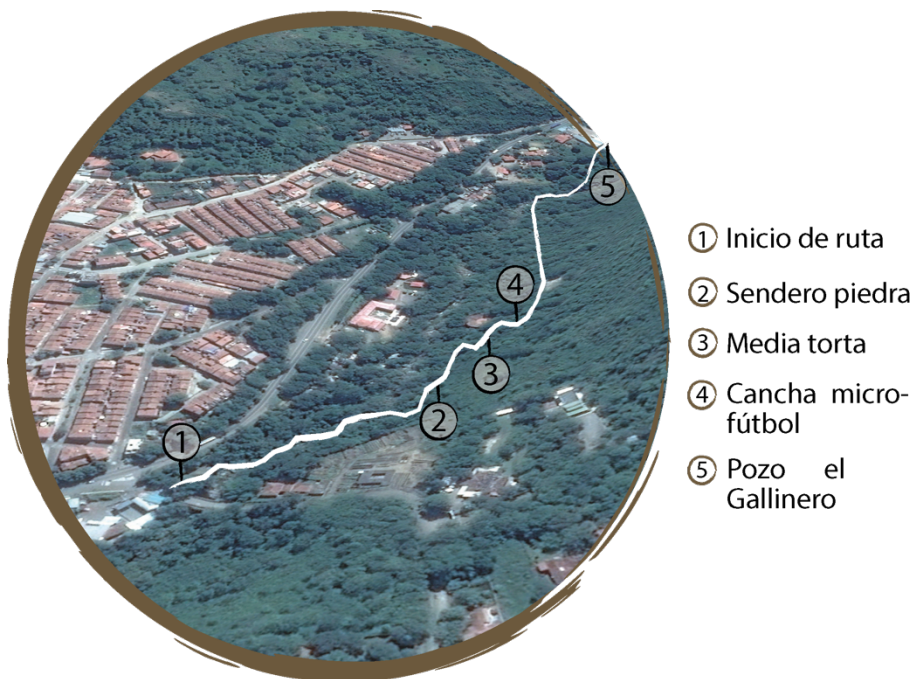 1
2
3
4
5
1 Inicio de ruta
2 Sendero piedra
3 Media torta
4 Cancha micro-
fútbol
5 Pozo el
Gallinero